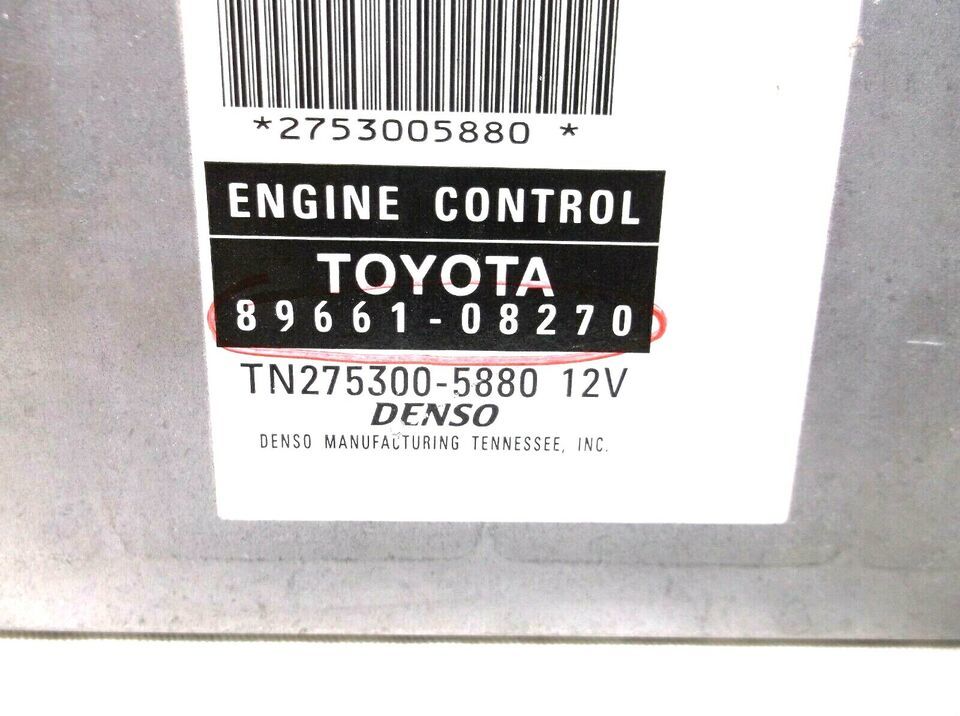 *2753005880 *
ENGINE CONTROL
TOYOTA
89661-08270
TN275300-5880 12V
DENSO
DENSO MANUFACTURING TENNESSEE, INC.